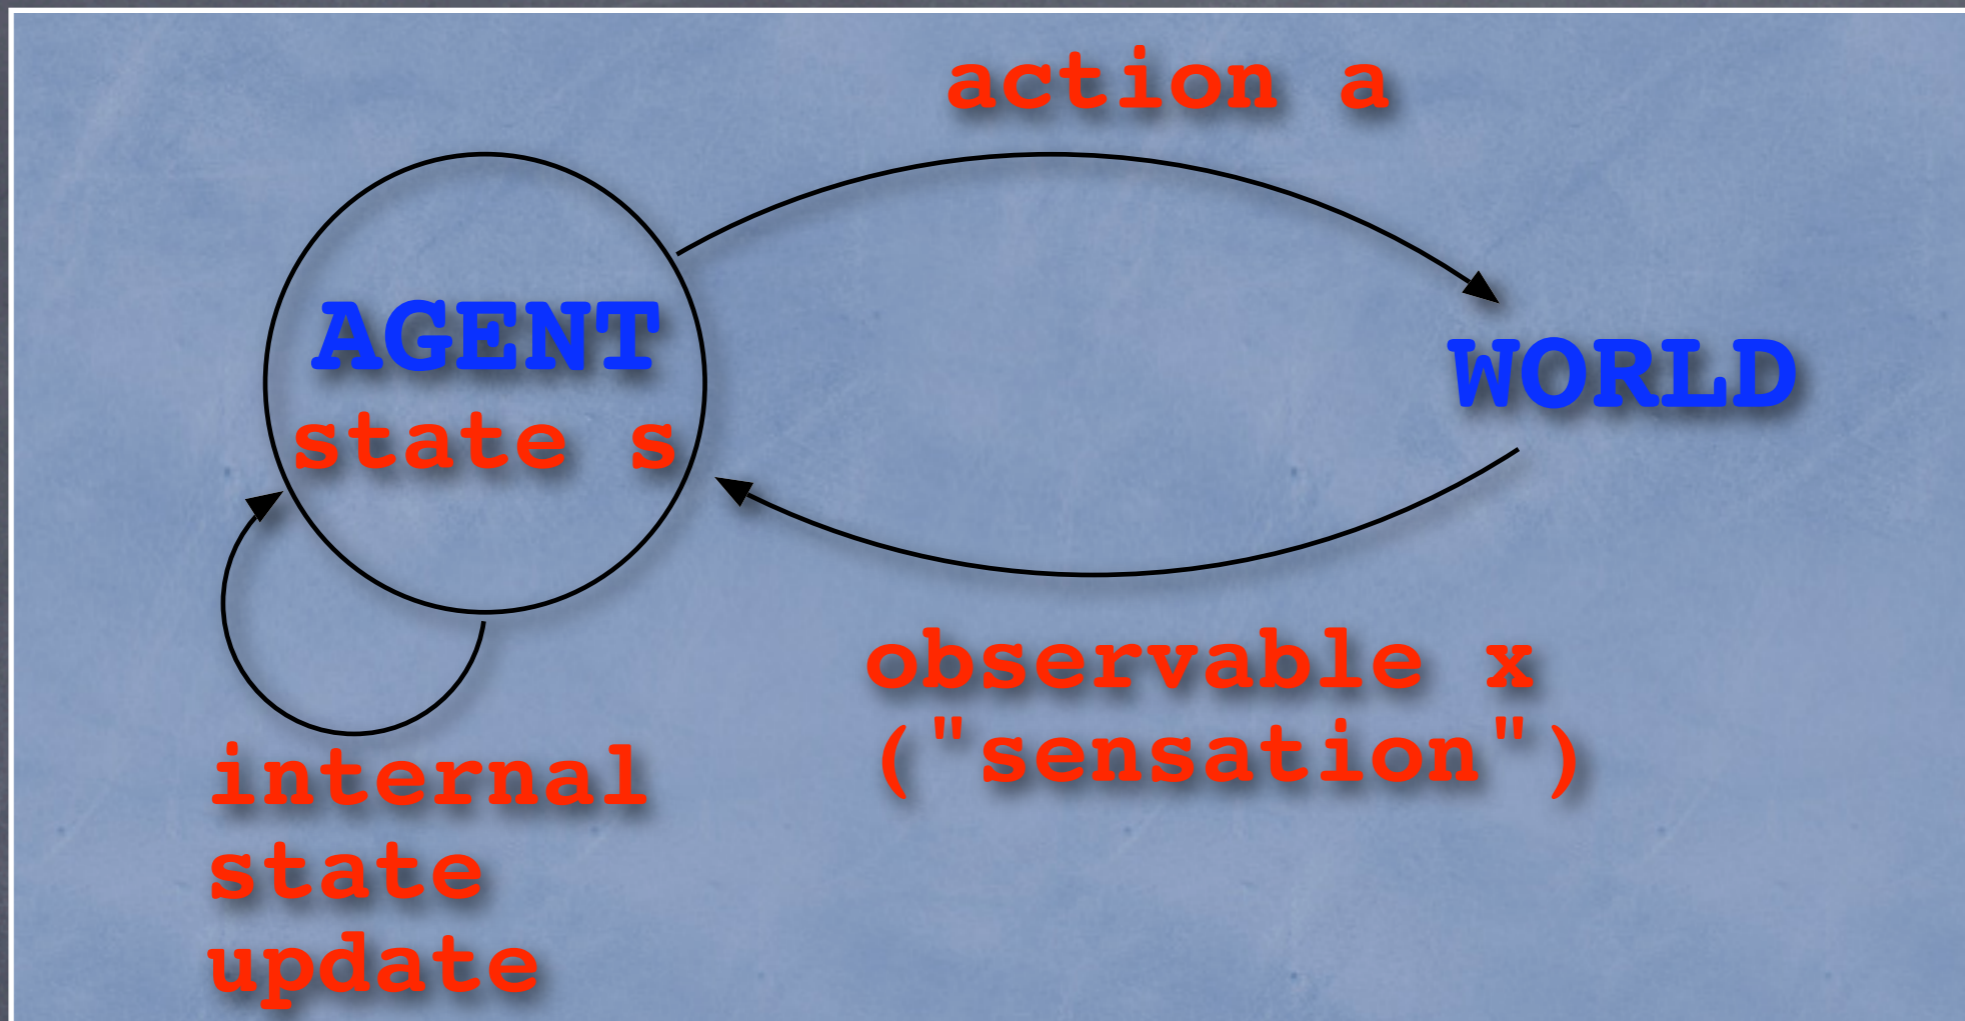 action a
AGENT
state s
WORLD
observable x
("sensation")
internal
state
update